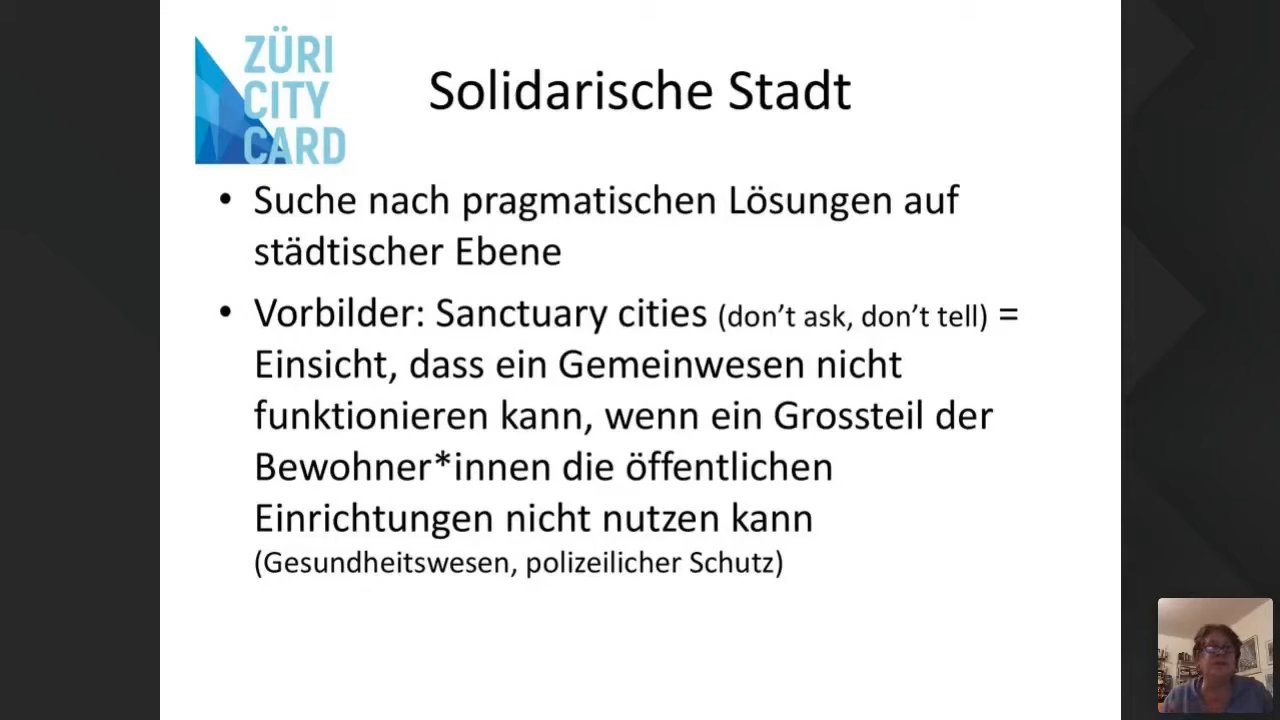 ZÜRI
CITY
CARD
Solidarische Stadt
• Suche nach pragmatischen Lösungen auf
städtischer Ebene
• Vorbilder: Sanctuary cities (don’t ask, don’t tell) =
Einsicht, dass ein Gemeinwesen nicht
funktionieren kann, wenn ein Grossteil der
Bewohner*innen die öffentlichen
Einrichtungen nicht nutzen kann
(Gesundheitswesen, polizeilicher Schutz)